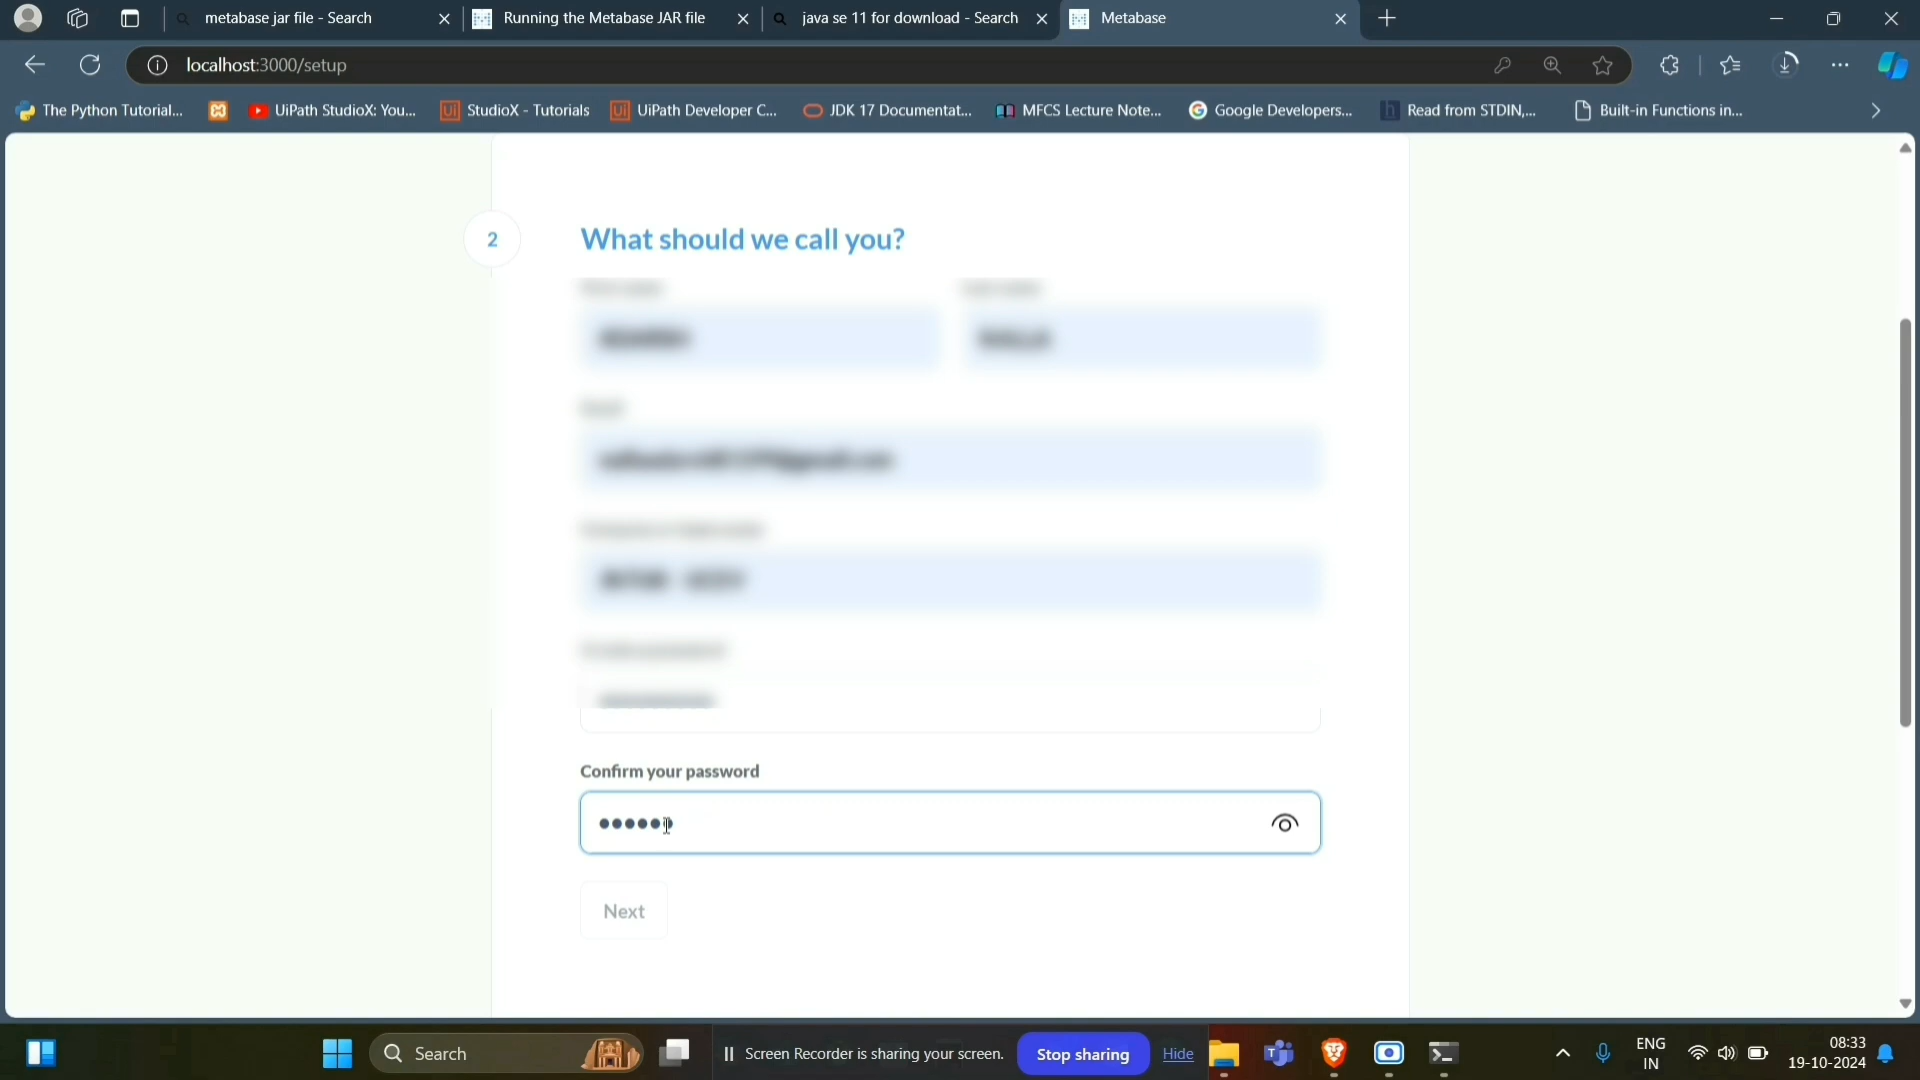 metabase jar file - Search
Running the Metabase JAR file
java se 11 for download - Search
Metabase
localhost:3000/setup
The Python Tutorial...
UiPath StudioX: You...
StudioX - Tutorials
UiPath Developer C...
JDK 17 Documentat...
MFCS Lecture Note...
Google Developers...
Read from STDIN,...
Built-in Functions in...
2
What should we call you?
Confirm your password
Next
Search
Screen Recorder is sharing your screen.
Stop sharing
Hide
ENG
IN
08:33
19-10-2024